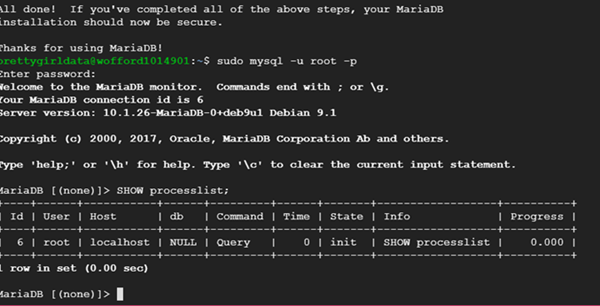 All done!  If you've completed all of the above steps, your MariaDB
installation should now be secure.
Thanks for using MariaDB!
prettygirldata@wofford1014901:~$ sudo mysql -u root -p
Enter password:
Welcome to the MariaDB monitor.  Commands end with ; or \g.
Your MariaDB connection id is 6
Server version: 10.1.26-MariaDB-0+deb9u1 Debian 9.1
Copyright (c) 2000, 2017, Oracle, MariaDB Corporation Ab and others.
Type 'help;' or '\h' for help. Type '\c' to clear the current input statement.
MariaDB [(none)]> SHOW processlist;
+----+------+-----------+------+---------+------+-------+------------------+----------+
| Id | User | Host      | db   | Command | Time | State | Info             | Progress |
+----+------+-----------+------+---------+------+-------+------------------+----------+
|  6 | root | localhost | NULL | Query   |    0 | init  | SHOW processlist |    0.000 |
+----+------+-----------+------+---------+------+-------+------------------+----------+
1 row in set (0.00 sec)
MariaDB [(none)]>